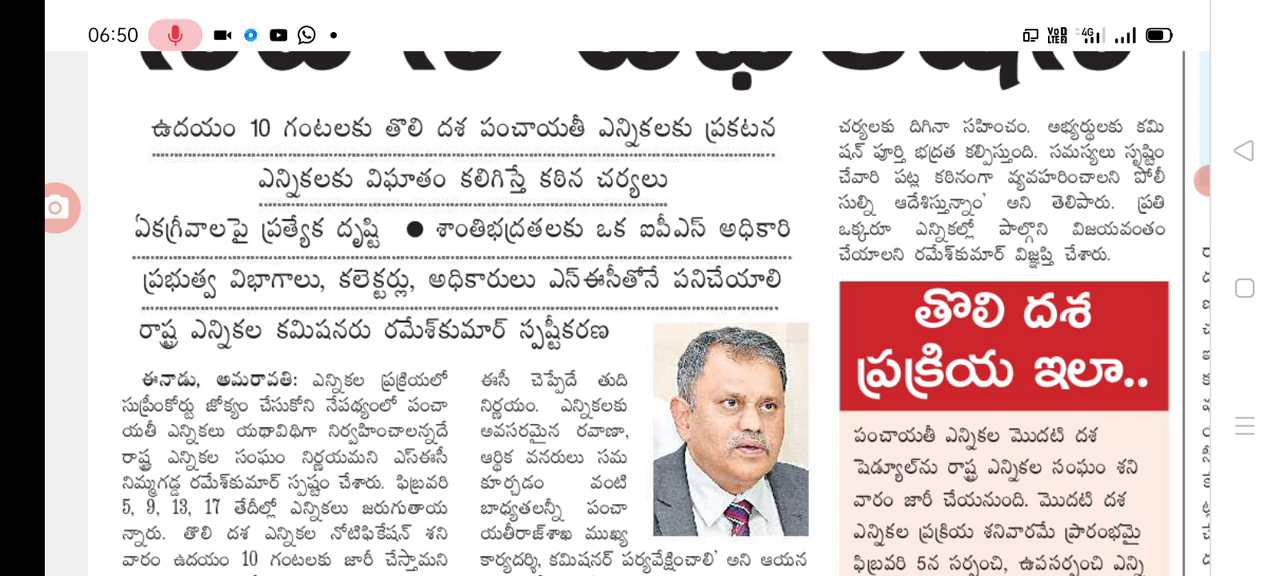 06:50
VoD
LTEB
4G
ఉదయం 10 గంటలకు తొలి దశ పంచాయతీ ఎన్నికలకు ప్రకటన
ఎన్నికలకు విఘాతం కలిగిస్తే కఠిన చర్యలు
ఏకగ్రీవాలపై ప్రత్యేక దృష్టి ● శాంతిభద్రతలకు ఒక ఐపీఎస్ అధికారి
ప్రభుత్వ విభాగాలు, కలెక్టర్లు, అధికారులు ఎస్ఈసీతోనే పనిచేయాలి
రాష్ట్ర ఎన్నికల కమిషనరు రమేశ్‌కుమార్ స్పష్టీకరణ
ఈనాడు, అమరావతి: ఎన్నికల ప్రక్రియలో
సుప్రీంకోర్టు జోక్యం చేసుకోని నేపథ్యంలో పంచా
యతీ ఎన్నికలు యథావిధిగా నిర్వహించాలన్నదే
రాష్ట్ర ఎన్నికల సంఘం నిర్ణయమని ఎస్ఈసీ
నిమ్మగడ్డ రమేశ్‌కుమార్ స్పష్టం చేశారు. ఫిబ్రవరి
5, 9, 13, 17 తేదీల్లో ఎన్నికలు జరుగుతాయ
న్నారు. తొలి దశ ఎన్నికల నోటిఫికేషన్ శని
వారం ఉదయం 10 గంటలకు జారీ చేస్తామని
ఈసీ చెప్పేదే తుది
నిర్ణయం. ఎన్నికలకు
అవసరమైన రవాణా,
ఆర్థిక వనరులు సమ
కూర్చడం వంటి
బాధ్యతలన్నీ పంచా
యతీరాజ్‌శాఖ ముఖ్య
కార్యదర్శి, కమిషనర్ పర్యవేక్షించాలి' అని ఆయన
చర్యలకు దిగినా సహించం. అభ్యర్థులకు కమి
షన్ పూర్తి భద్రత కల్పిస్తుంది. సమస్యలు సృష్టిం
చేవారి పట్ల కఠినంగా వ్యవహరించాలని పోలీ
సుల్ని ఆదేశిస్తున్నాం' అని తెలిపారు. ప్రతి
ఒక్కరూ ఎన్నికల్లో పాల్గొని విజయవంతం
చేయాలని రమేశ్‌కుమార్ విజ్ఞప్తి చేశారు.
తొలి దశ
ప్రక్రియ ఇలా..
పంచాయతీ ఎన్నికల మొదటి దశ
షెడ్యూల్‌ను రాష్ట్ర ఎన్నికల సంఘం శని
వారం జారీ చేయనుంది. మొదటి దశ
ఎన్నికల ప్రక్రియ శనివారమే ప్రారంభమై
ఫిబ్రవరి 5న సర్పంచి, ఉపసర్పంచి ఎన్ని